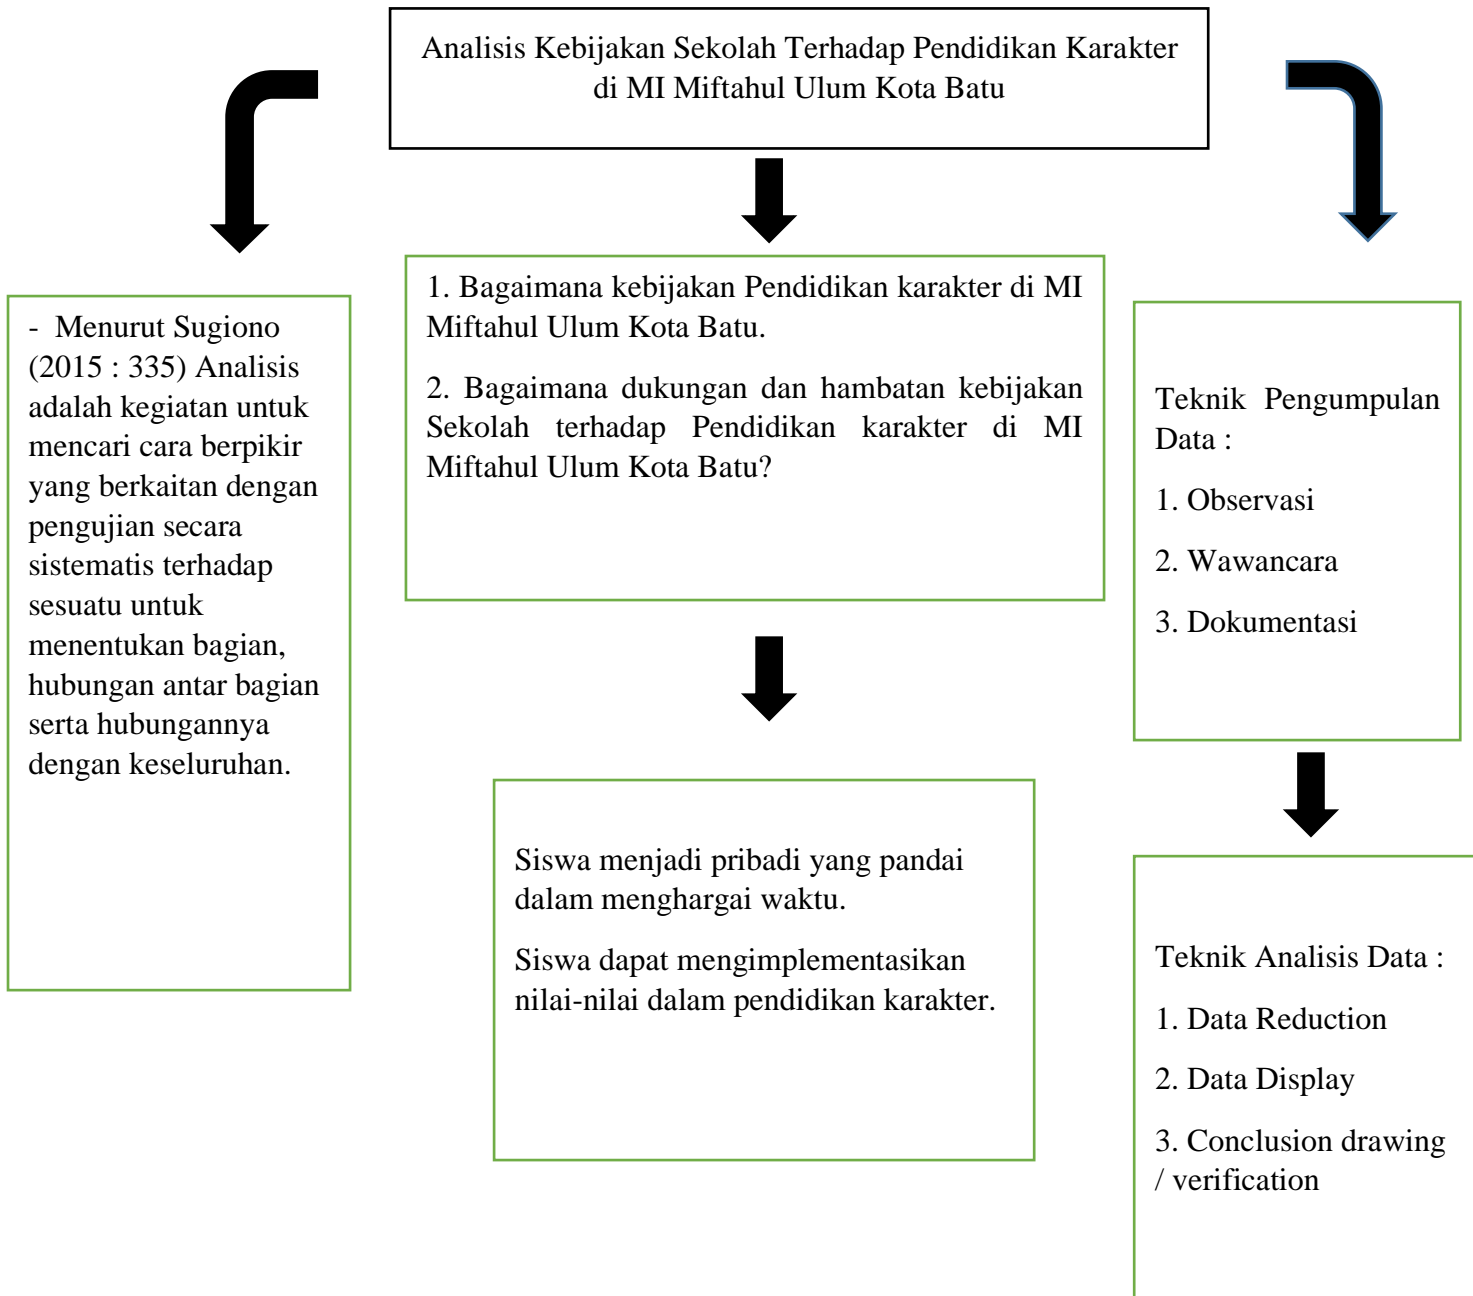 Analisis Kebijakan Sekolah Terhadap Pendidikan Karakter
di MI Miftahul Ulum Kota Batu
- Menurut Sugiono
(2015 : 335) Analisis
adalah kegiatan untuk
mencari cara berpikir
yang berkaitan dengan
pengujian secara
sistematis terhadap
sesuatu untuk
menentukan bagian,
hubungan antar bagian
serta hubungannya
dengan keseluruhan.
1. Bagaimana kebijakan Pendidikan karakter di MI
Miftahul Ulum Kota Batu.
2. Bagaimana dukungan dan hambatan kebijakan
Sekolah terhadap Pendidikan karakter di MI
Miftahul Ulum Kota Batu?
Siswa menjadi pribadi yang pandai
dalam menghargai waktu.
Siswa dapat mengimplementasikan
nilai-nilai dalam pendidikan karakter.
Teknik Pengumpulan
Data :
1. Observasi
2. Wawancara
3. Dokumentasi
Teknik Analisis Data :
1. Data Reduction
2. Data Display
3. Conclusion drawing
/ verification